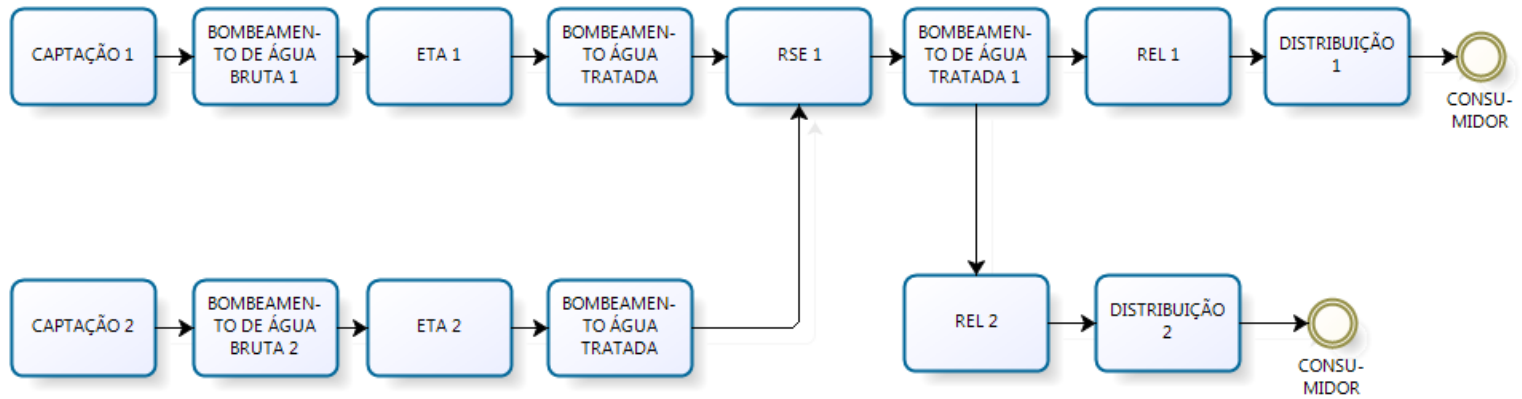 CAPTAÇÃO 1
BOMBEAMEN-
TO DE ÁGUA
BRUTA 1
ETA 1
BOMBEAMEN-
TO ÁGUA
TRATADA
RSE 1
BOMBEAMEN-
TO DE ÁGUA
TRATADA 1
REL 1
DISTRIBUIÇÃO
1
CONSU-
MIDOR
CAPTAÇÃO 2
BOMBEAMEN-
TO DE ÁGUA
BRUTA 2
ETA 2
BOMBEAMEN-
TO ÁGUA
TRATADA
REL 2
DISTRIBUIÇÃO
2
CONSU-
MIDOR